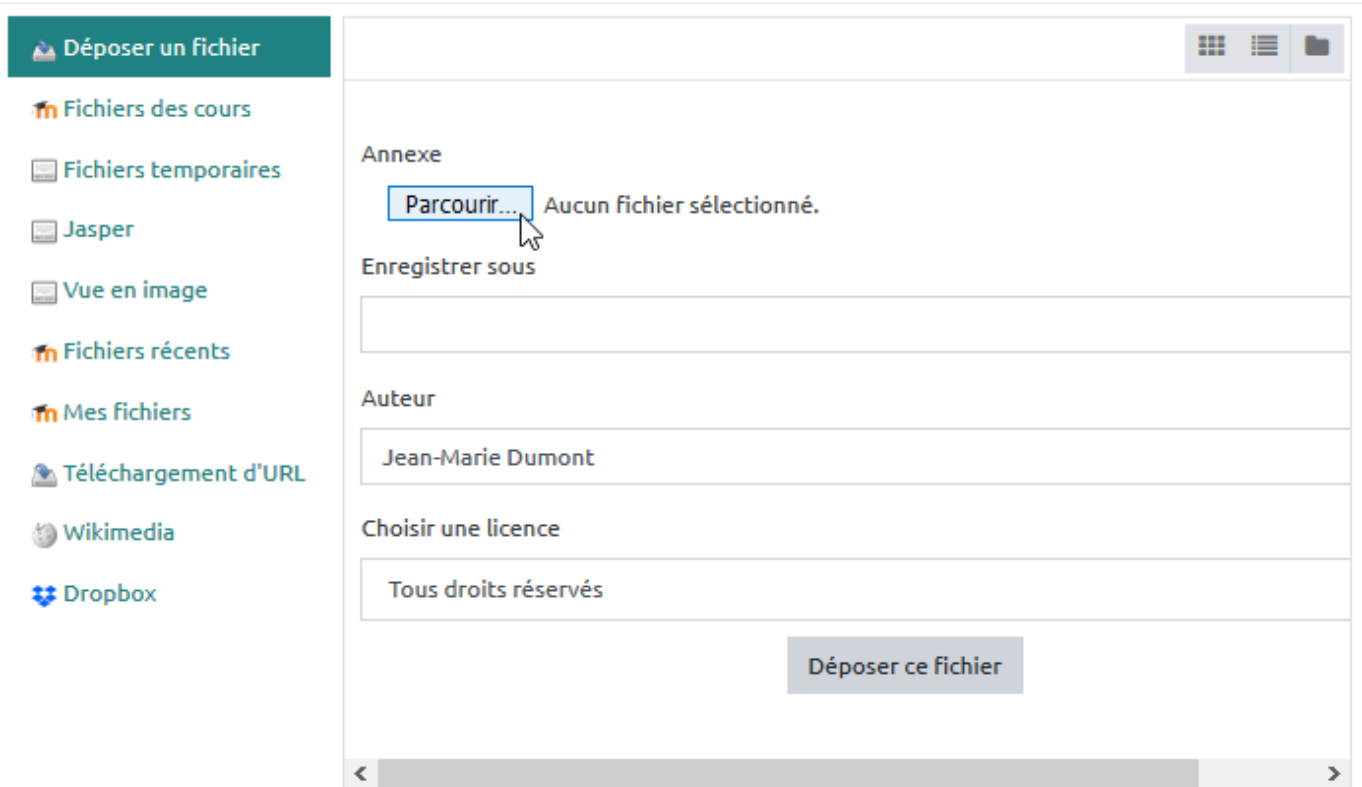 Déposer un fichier
Fichiers des cours
Fichiers temporaires
Jasper
Vue en image
Fichiers récents
Mes fichiers
Téléchargement d'URL
Wikimedia
Dropbox
Annexe
Parcourir... Aucun fichier sélectionné.
Enregistrer sous
Auteur
Jean-Marie Dumont
Choisir une licence
Tous droits réservés
Déposer ce fichier